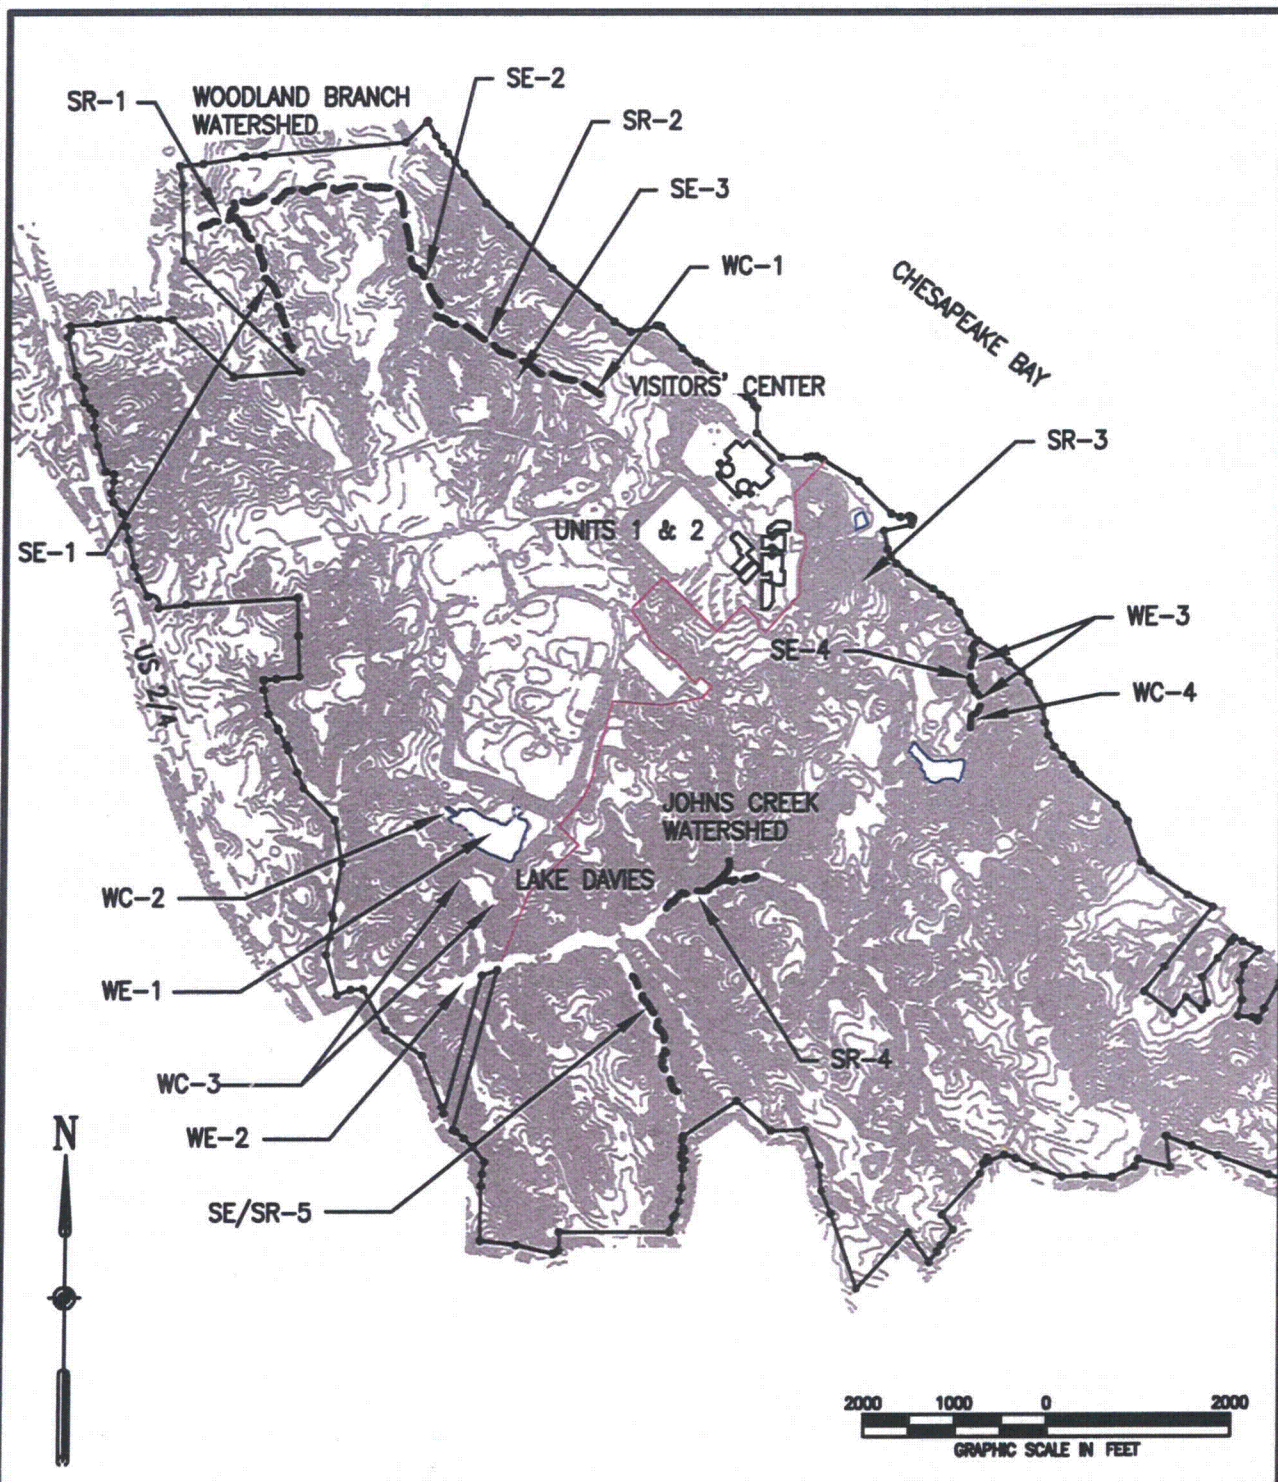 SE-2
SR-1
WOODLAND BRANCH
WATERSHED
SR-2
SE-3
WC-1
CHESAPEAKE BAY
VISITORS' CENTER
SR-3
UNITS 1 & 2
SE-1
WE-3
SE-4
US 2/4
WC-4
JOHNS CREEK
WATERSHED
LAKE DAVIES
WC-2
WE-1
SR-4
WC-3
WE-2
N
SE/SR-5
2000 1000 0 2000
GRAPHIC SCALE IN FEET